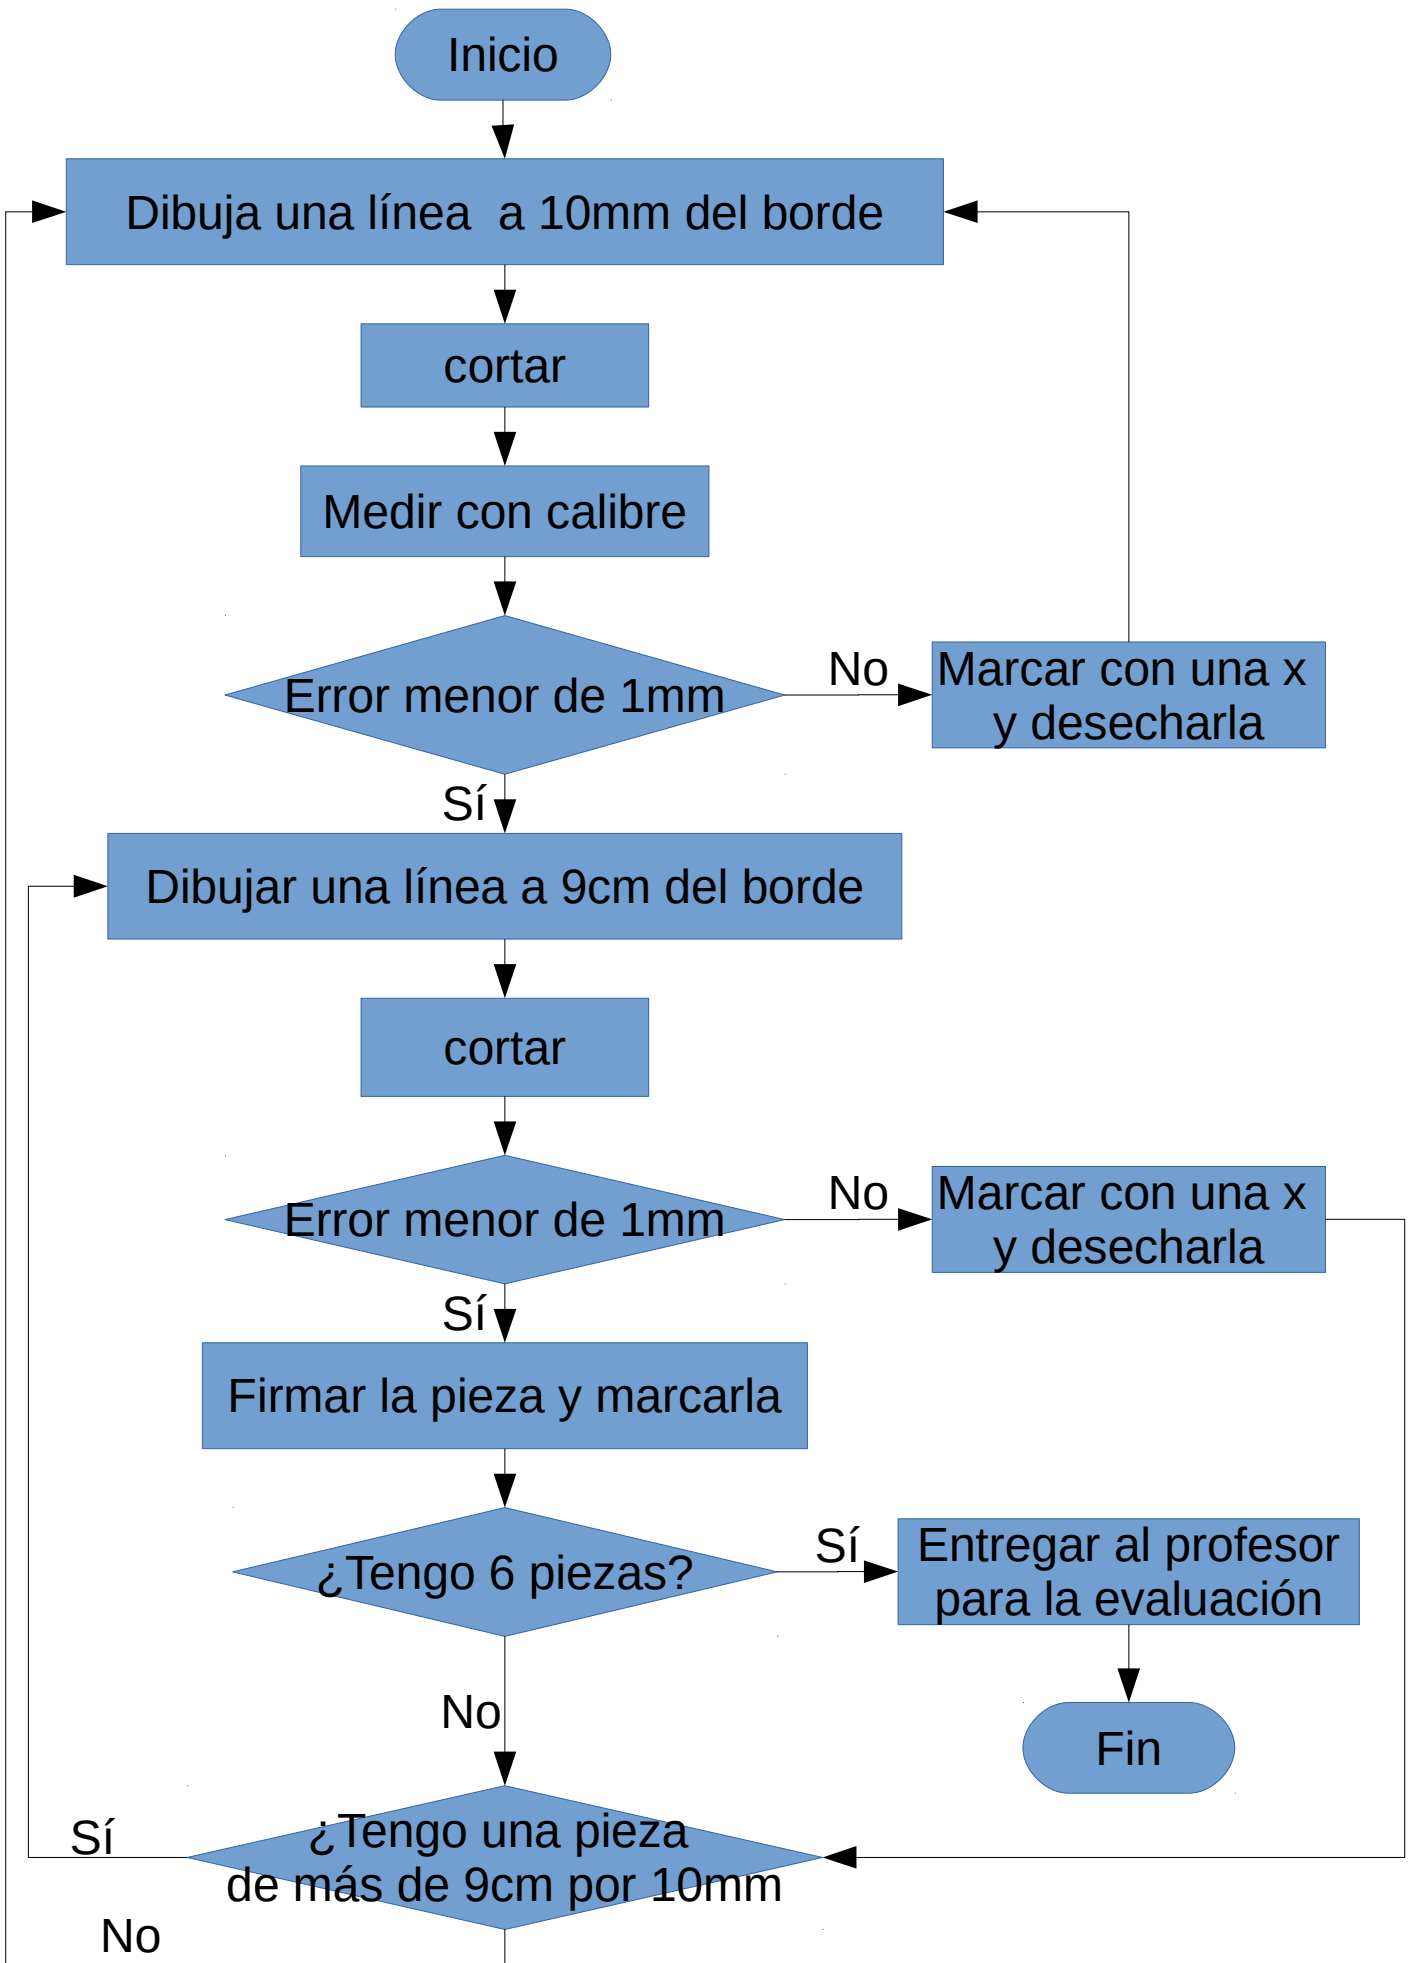 Inicio
Dibuja una línea  a 10mm del borde
cortar
Medir con calibre
Error menor de 1mm
No
Marcar con una x
y desecharla
Sí
Dibujar una línea a 9cm del borde
cortar
Error menor de 1mm
No
Marcar con una x
y desecharla
Sí
Firmar la pieza y marcarla
¿Tengo 6 piezas?
Sí
Entregar al profesor
para la evaluación
No
Fin
¿Tengo una pieza
de más de 9cm por 10mm
Sí
No